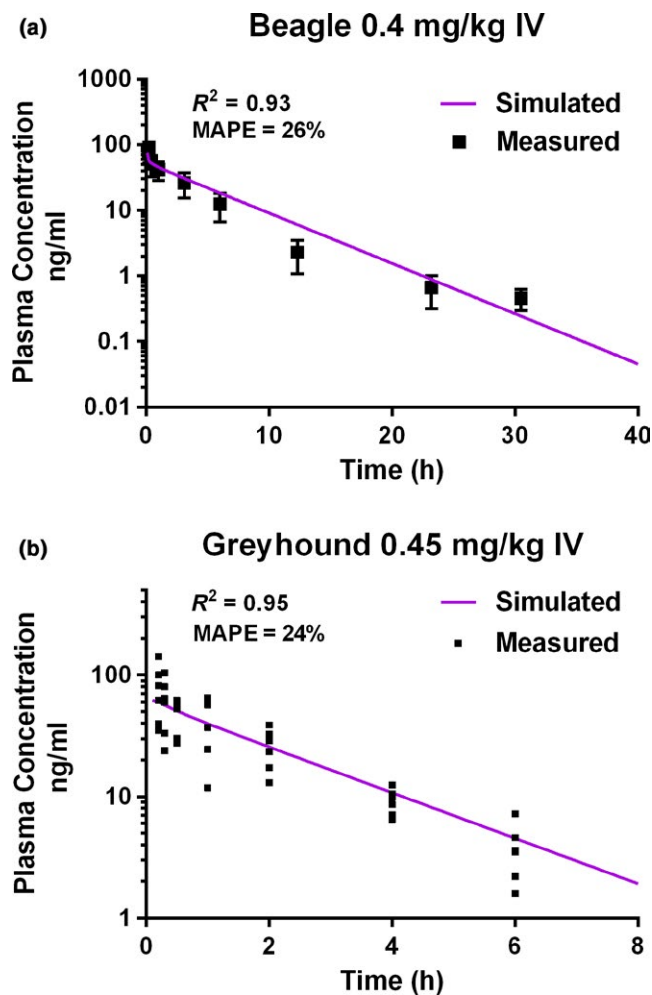 (a)
Beagle 0.4 mg/kg IV
R² = 0.93
MAPE = 26%
Simulated
Measured
Plasma Concentration
ng/ml
1000
100
10
1
0.1
0.01
0 10 20 30 40
Time (h)
(b)
Greyhound 0.45 mg/kg IV
R² = 0.95
MAPE = 24%
Simulated
Measured
Plasma Concentration
ng/ml
100
10
1
0 2 4 6 8
Time (h)